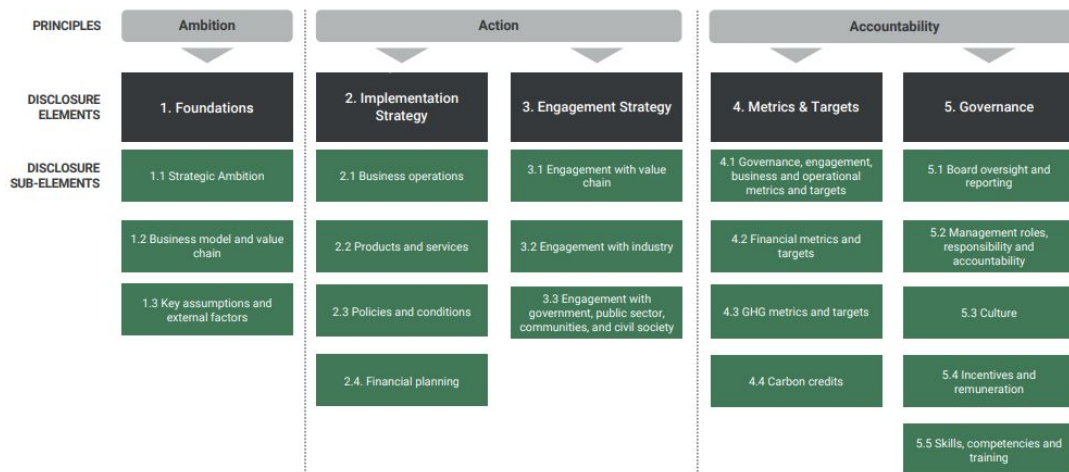 PRINCIPLES
Ambition
Action
Accountability
DISCLOSURE
ELEMENTS
1. Foundations
2. Implementation
Strategy
3. Engagement Strategy
4. Metrics & Targets
5. Governance
DISCLOSURE
SUB-ELEMENTS
1.1 Strategic Ambition
2.1 Business operations
3.1 Engagement with value
chain
4.1 Governance, engagement,
business and operational
metrics and targets
5.1 Board oversight and
reporting
1.2 Business model and value
chain
2.2 Products and services
3.2 Engagement with industry
4.2 Financial metrics and
targets
5.2 Management roles,
responsibility and
accountability
1.3 Key assumptions and
external factors
2.3 Policies and conditions
3.3 Engagement with
government, public sector,
communities, and civil society
4.3 GHG metrics and targets
5.3 Culture
2.4. Financial planning
4.4 Carbon credits
5.4 Incentives and
remuneration
5.5 Skills, competencies and
training